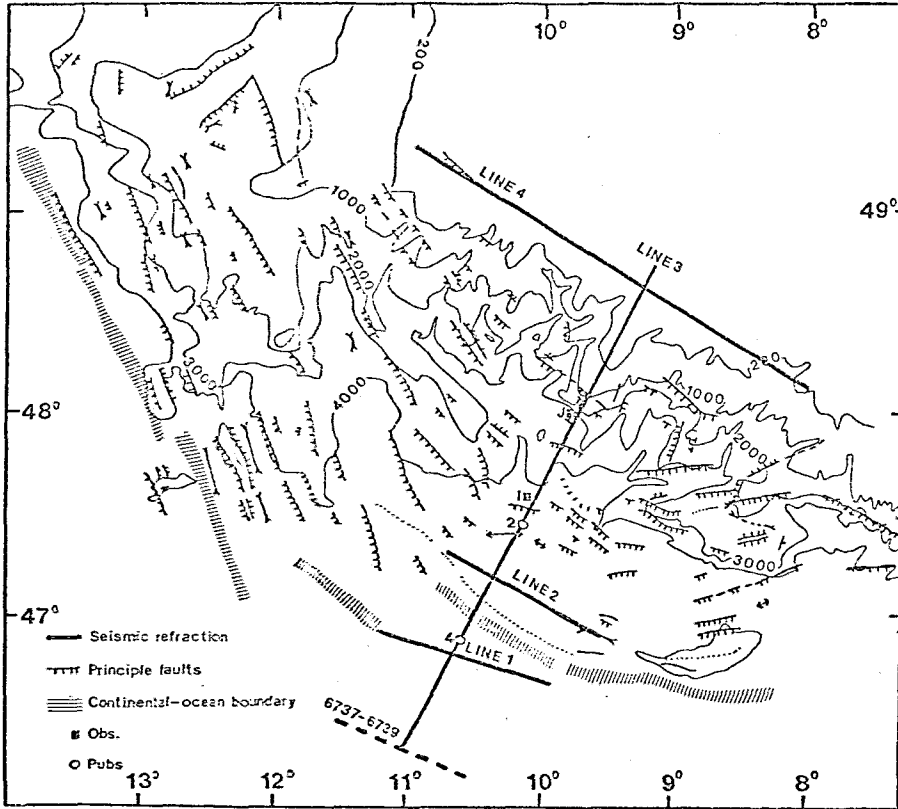 10° 9° 8°
200
LINE 4
1000
49°
LINE 3
2000
200
3000
1000
48°
4000
2000
2
3000
LINE 2
47°
4
LINE 1
Seismic refraction
Principle faults
Continental-ocean boundary
Obs.
Pubs
6737-6739
13° 12° 11° 10° 9° 8°